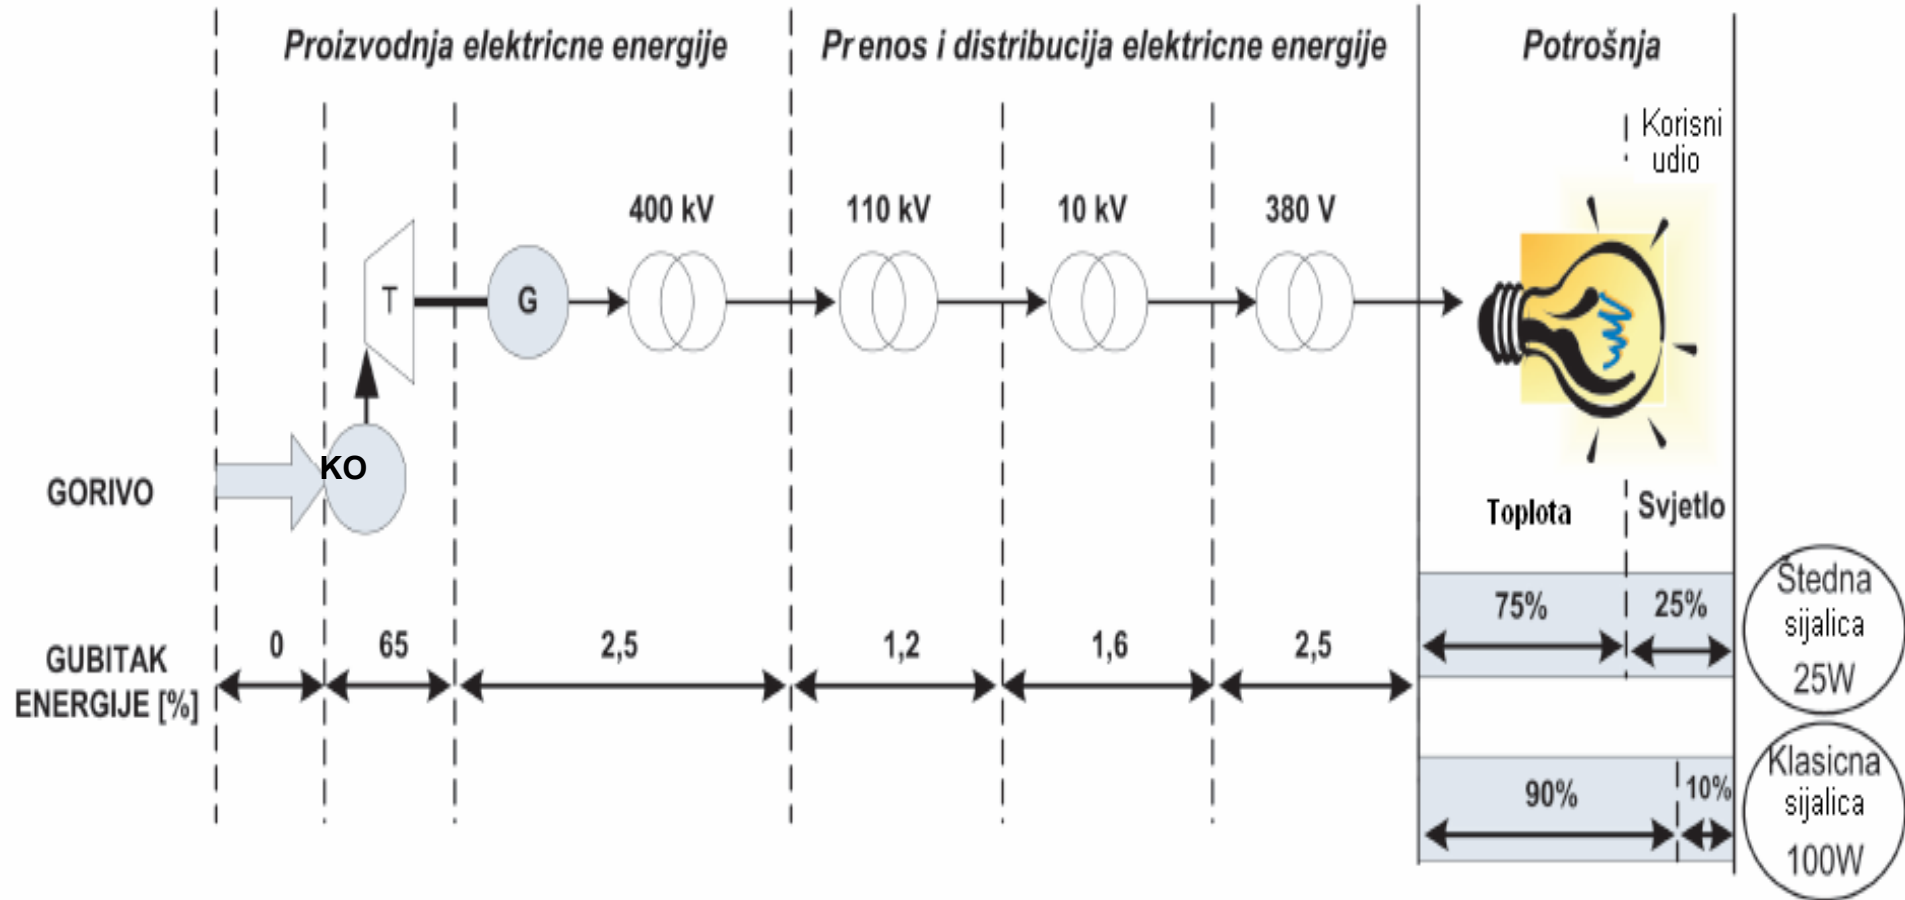 Proizvodnja elektricne energije
Prenos i distribucija elektricne energije
Potrošnja
Korisni
udio
400 kV
110 kV
10 kV
380 V
T
G
KO
GORIVO
Toplota
Svjetlo
GUBITAK
ENERGIJE [%]
0
65
2,5
1,2
1,6
2,5
75%
25%
Štedna
sijalica
25W
90%
10%
Klasicna
sijalica
100W